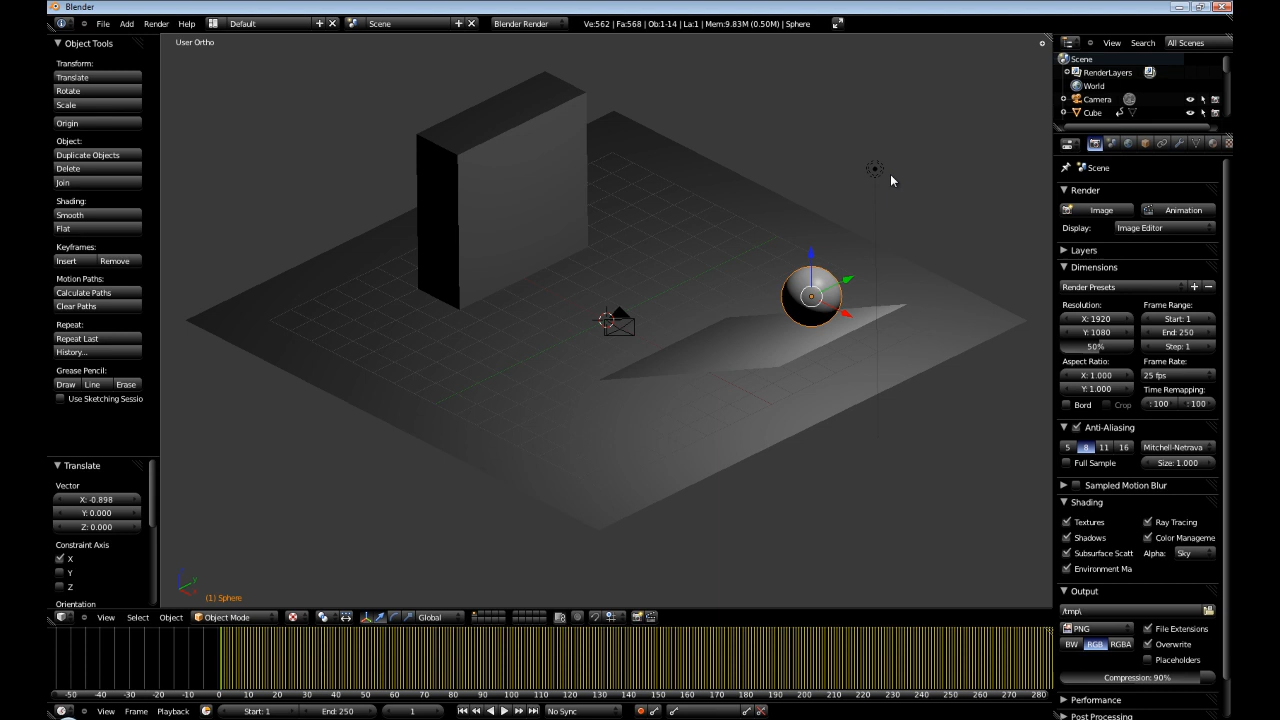 Blender
File Add Render Help Default Scene Blender Render Ve:562 | Fa:568 | Ob:1-14 | La:1 | Mem:9.83M (0.50M) | Sphere
Object Tools
Transform:
Translate
Rotate
Scale
Origin
Object:
Duplicate Objects
Delete
Join
Shading:
Smooth
Flat
Keyframes:
Insert Remove
Motion Paths:
Calculate Paths
Clear Paths
Repeat:
Repeat Last
History...
Grease Pencil:
Draw Line Erase
Use Sketching Sessio
Translate
Vector
X: -0.898
Y: 0.000
Z: 0.000
Constraint Axis
X
Y
Z
Orientation
User Ortho
(1) Sphere
View Select Object Object Mode Global
-50 -40 -30 -20 -10 0 10 20 30 40 50 60 70 80 90 100 110 120 130 140 150 160 170 180 190 200 210 220 230 240 250 260 270 280
View Frame Playback Start: 1 End: 250 1 No Sync
View Search All Scenes
Scene
RenderLayers
World
Camera
Cube
Scene
Render
Image Animation
Display: Image Editor
Layers
Dimensions
Render Presets
Resolution: Frame Range:
X: 1920 Start: 1
Y: 1080 End: 250
50% Step: 1
Aspect Ratio: Frame Rate:
X: 1.000 25 fps
Y: 1.000 Time Remapping:
Bord Crop : 100 : 100
Anti-Aliasing
5 8 11 16 Mitchell-Netrava
Full Sample Size: 1.000
Sampled Motion Blur
Shading
Textures Ray Tracing
Shadows Color Manageme
Subsurface Scatt Alpha: Sky
Environment Ma
Output
/tmp\
PNG File Extensions
BW RGB RGBA Overwrite
Placeholders
Compression: 90%
Performance
Post Processing